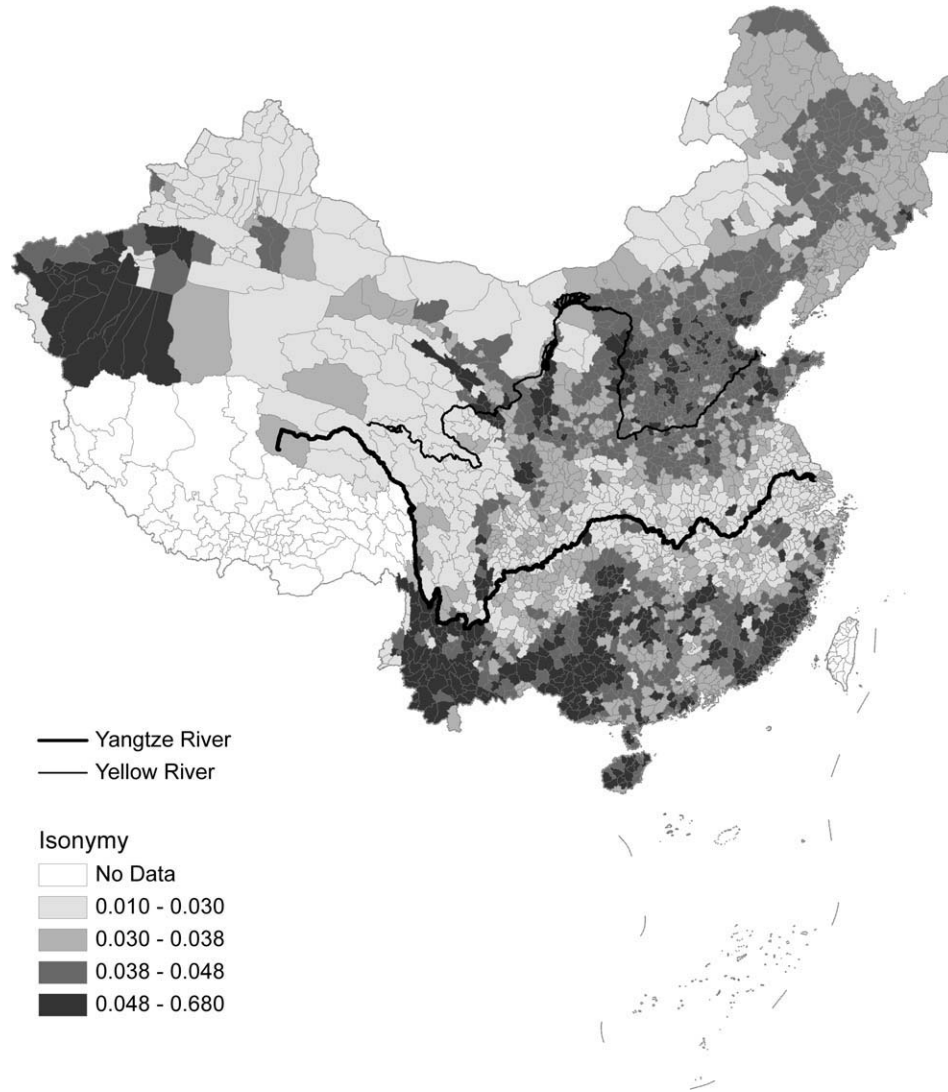 Yangtze River
Yellow River
Isonymy
No Data
0.010 - 0.030
0.030 - 0.038
0.038 - 0.048
0.048 - 0.680